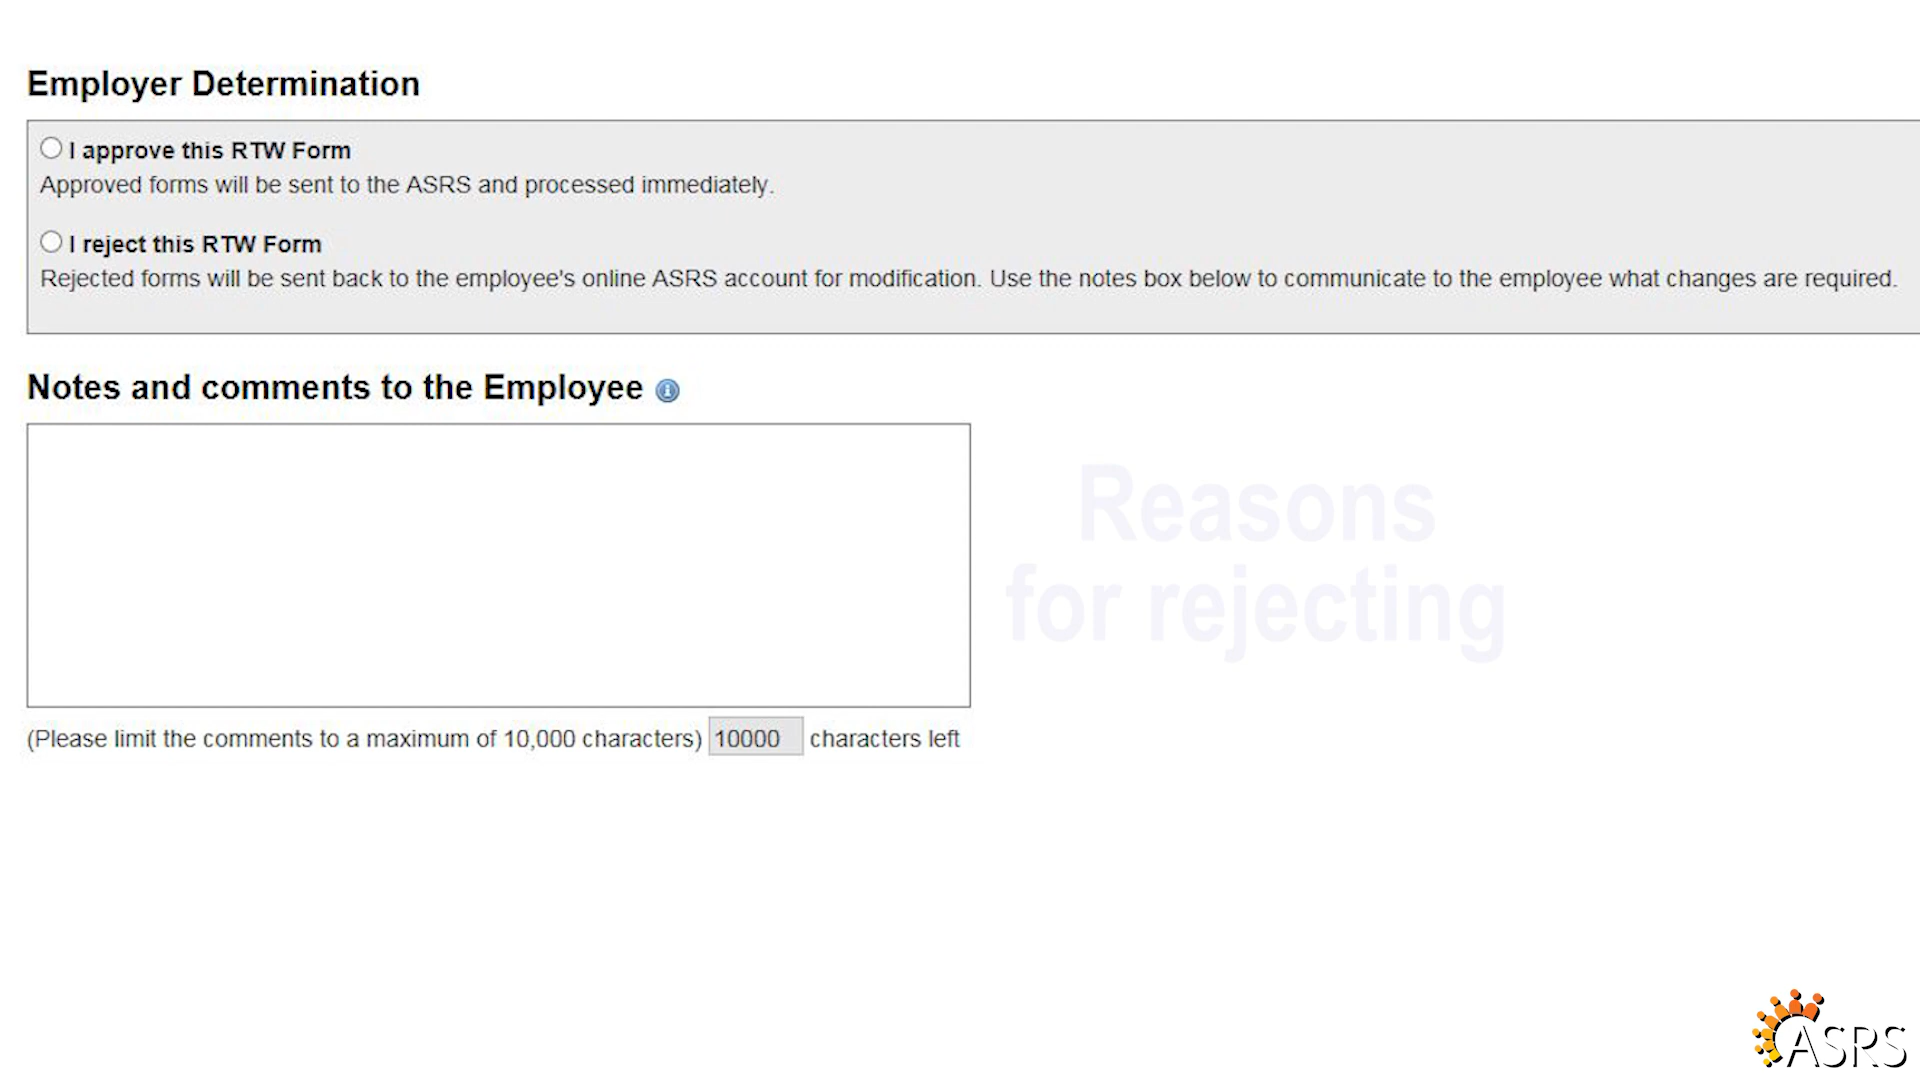 Employer Determination
I approve this RTW Form
Approved forms will be sent to the ASRS and processed immediately.
I reject this RTW Form
Rejected forms will be sent back to the employee's online ASRS account for modification. Use the notes box below to communicate to the employee what changes are required.
Notes and comments to the Employee
Reasons
for rejecting
(Please limit the comments to a maximum of 10,000 characters) 10000 characters left
ASRS